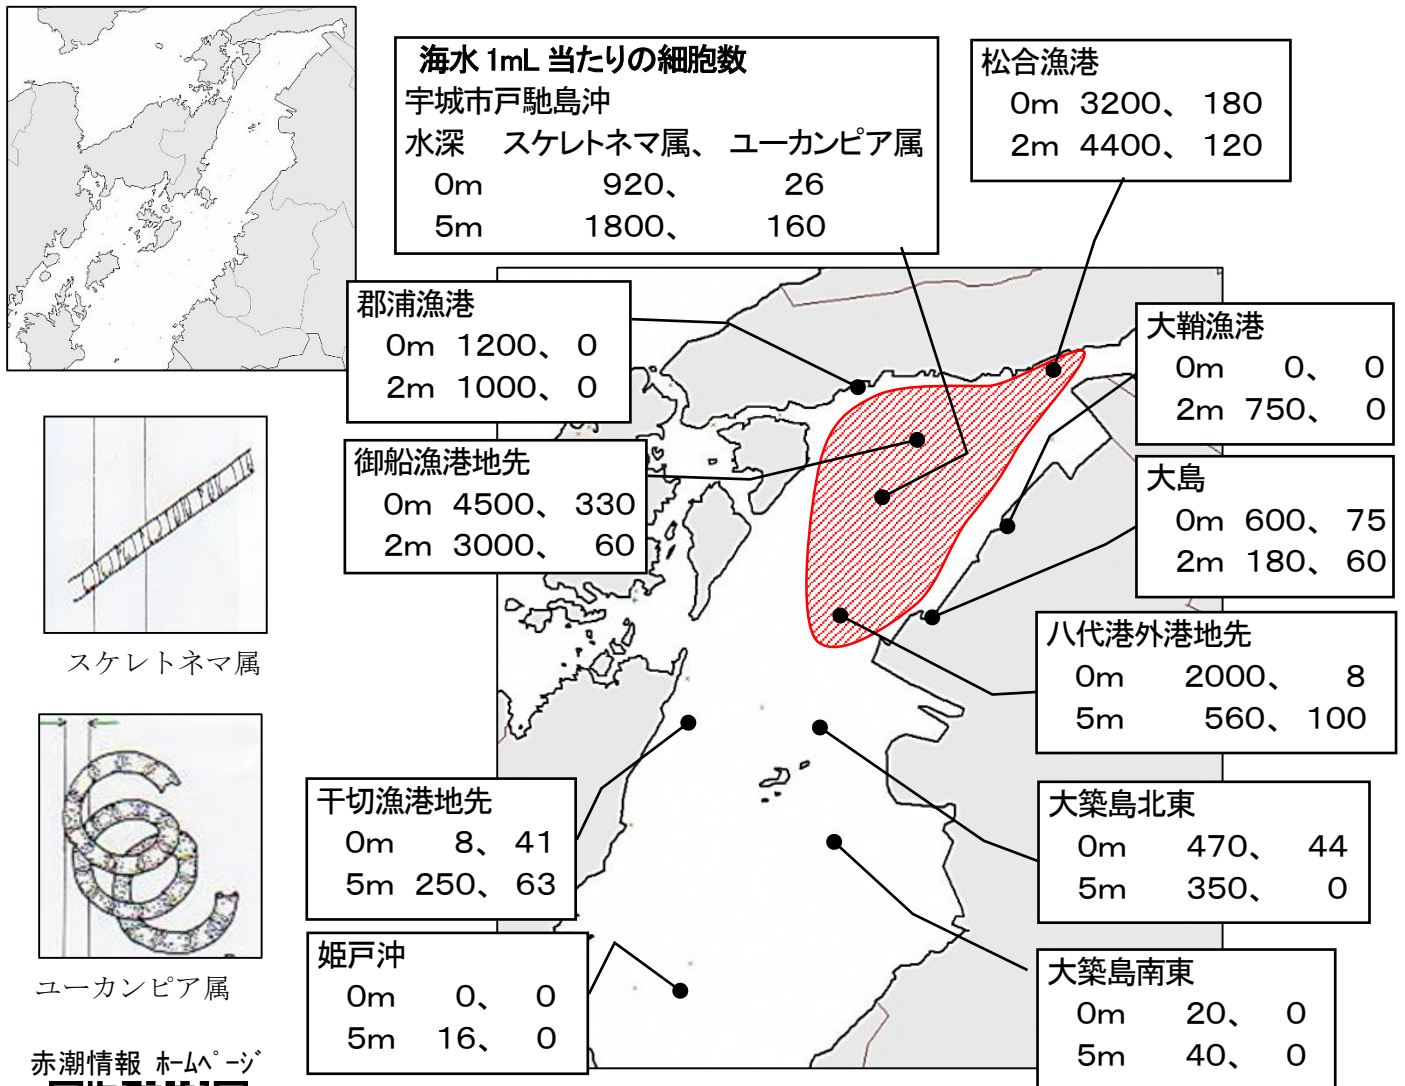 海水 1mL 当たりの細胞数
宇城市戸馳島沖
水深 スケレトネマ属、 ユーカンピア属
0m 920、 26
5m 1800、 160
松合漁港
0m 3200、 180
2m 4400、 120
郡浦漁港
0m 1200、 0
2m 1000、 0
大鞘漁港
0m 0、 0
2m 750、 0
御船漁港地先
0m 4500、 330
2m 3000、 60
大島
0m 600、 75
2m 180、 60
スケレトネマ属
八代港外港地先
0m 2000、 8
5m 560、 100
ユーカンピア属
干切漁港地先
0m 8、 41
5m 250、 63
大築島北東
0m 470、 44
5m 350、 0
姫戸沖
0m 0、 0
5m 16、 0
大築島南東
0m 20、 0
5m 40、 0
赤潮情報 ホームページ